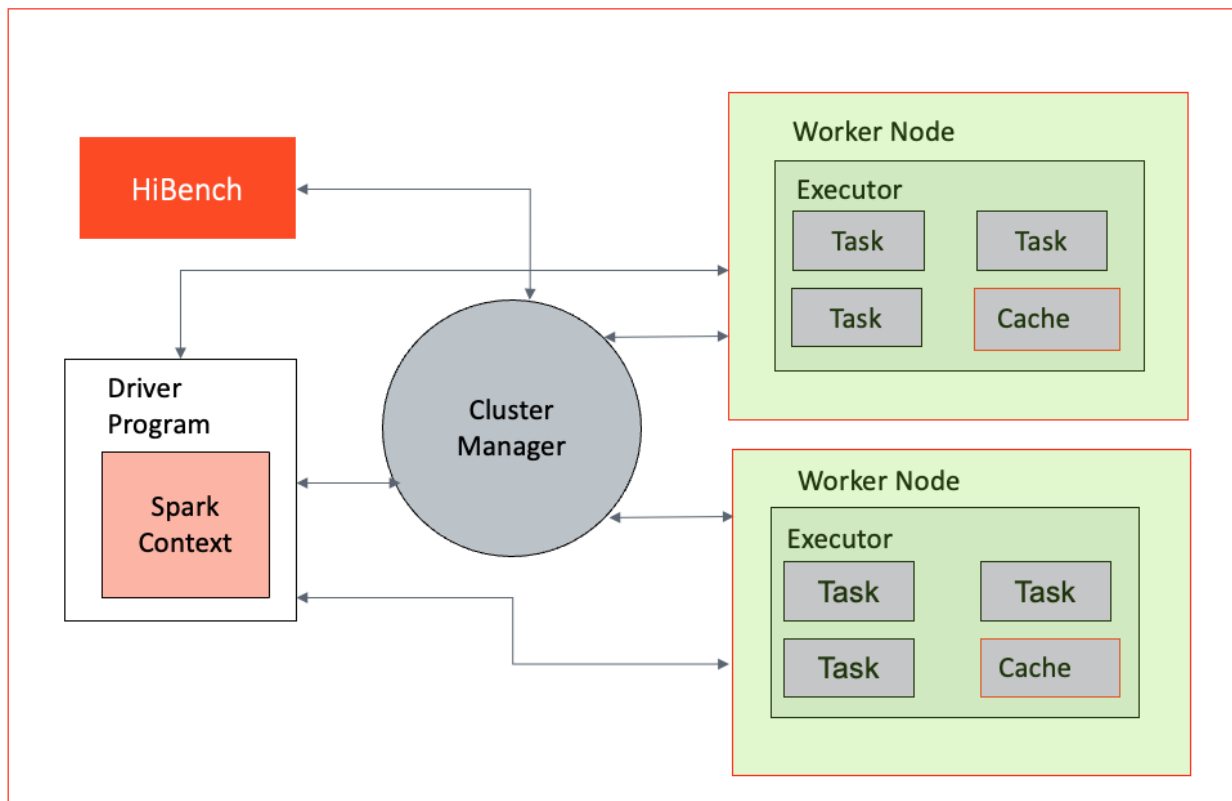 HiBench
Driver
Program
Spark
Context
Cluster
Manager
Worker Node
Executor
Task
Task
Task
Cache
Worker Node
Executor
Task
Task
Task
Cache